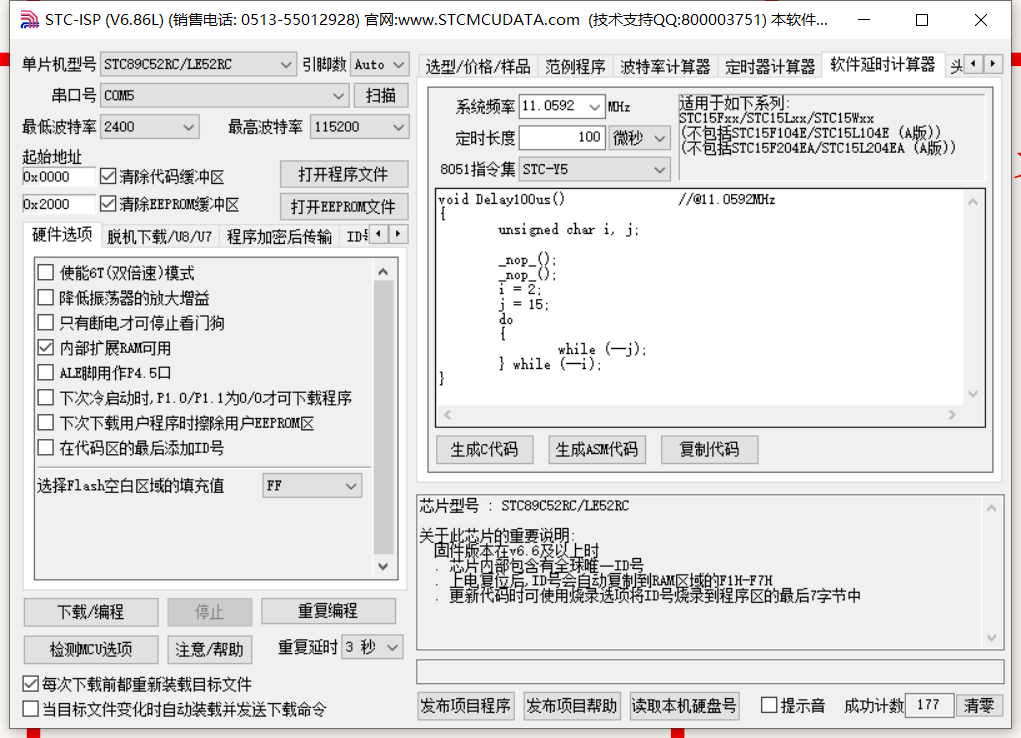 STC-ISP (V6.86L) (销售电话: 0513-55012928) 官网:www.STCMCUDATA.com (技术支持QQ:800003751) 本软件...
单片机型号 STC89C52RC/LE52RC 引脚数 Auto
串口号 COM5 扫描
最低波特率 2400 最高波特率 115200
起始地址
0x0000 清除代码缓冲区 打开程序文件
0x2000 清除EEPROM缓冲区 打开EEPROM文件
硬件选项 脱机下载/U8/U7 程序加密后传输
使能6T(双倍速)模式
降低振荡器的放大增益
只有断电才可停止看门狗
内部扩展RAM可用
ALE脚用作P4.5口
下次冷启动时,P1.0/P1.1为0/0才可下载程序
下次下载用户程序时擦除用户EEPROM区
在代码区的最后添加ID号
选择Flash空白区域的填充值 FF
下载/编程 停止 重复编程
检测MCU选项 注意/帮助 重复延时 3 秒
每次下载前都重新装载目标文件
当目标文件变化时自动装载并发送下载命令
选型/价格/样品 范例程序 波特率计算器 定时器计算器 软件延时计算器 头
系统频率 11.0592 MHz
定时长度 100 微秒
8051指令集 STC-Y5
适用于如下系列:
STC15Fxx/STC15Lxx/STC15Wxx
(不包括STC15F104E/STC15L104E (A版))
(不包括STC15F204EA/STC15L204EA (A版))
void Delay100us() //@11.0592MHz
{
unsigned char i, j;
_nop_();
_nop_();
i = 2;
j = 15;
do
{
while (--j);
} while (--i);
}
生成C代码 生成ASM代码 复制代码
芯片型号 : STC89C52RC/LE52RC
关于此芯片的重要说明:
固件版本在v6.6及以上时
. 芯片内部包含有全球唯一ID号
. 上电复位后,ID号会自动复制到RAM区域的F1H-F7H
. 更新代码时可使用烧录选项将ID号烧录到程序区的最后7字节中
发布项目程序 发布项目帮助 读取本机硬盘号 提示音 成功计数 177 清零